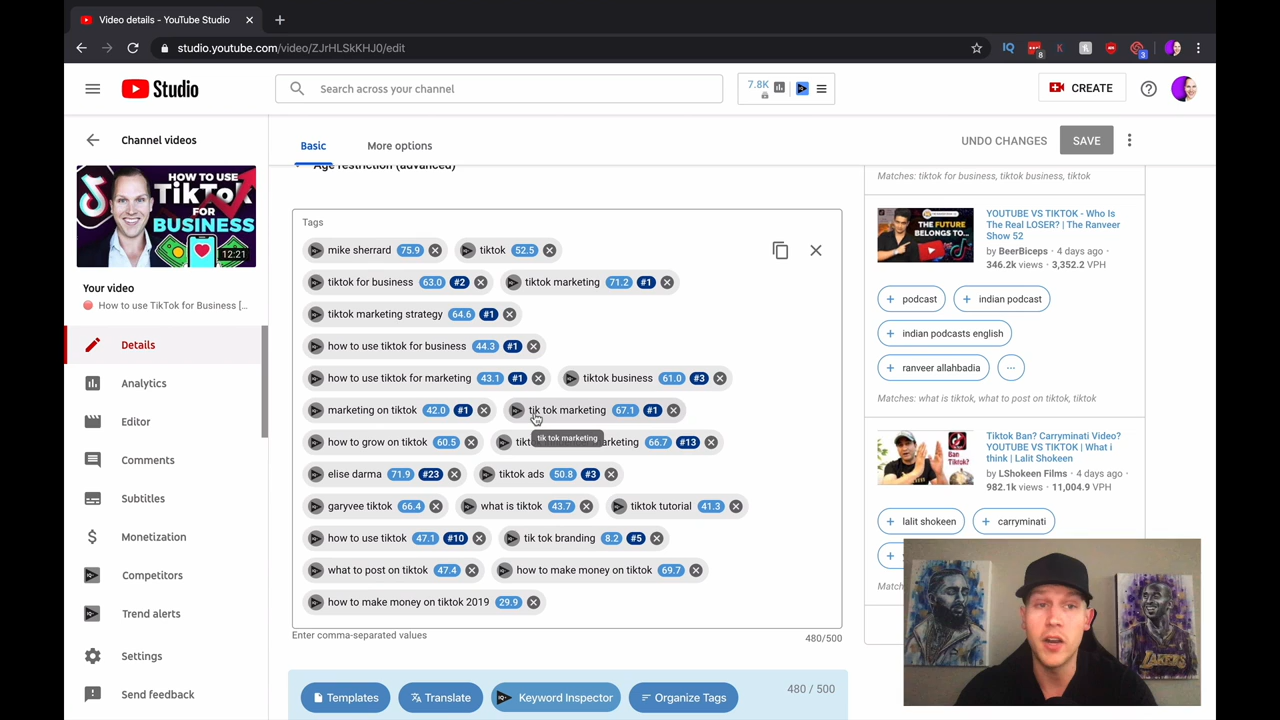 Video details - YouTube Studio
studio.youtube.com/video/ZJrHLSkKHJ0/edit
IQ
8
3
Studio
Search across your channel
7.8K
CREATE
Channel videos
Basic
More options
UNDO CHANGES
SAVE
Age restriction (advanced)
HOW TO USE
TikTok
FOR
BUSINESS
12:21
Your video
How to use TikTok for Business [...
Details
Analytics
Editor
Comments
Subtitles
Monetization
Competitors
Trend alerts
Settings
Send feedback
Tags
mike sherrard 75.9 tiktok 52.5
tiktok for business 63.0 #2 tiktok marketing 71.2 #1
tiktok marketing strategy 64.6 #1
how to use tiktok for business 44.3 #1
how to use tiktok for marketing 43.1 #1 tiktok business 61.0 #3
marketing on tiktok 42.0 #1 tik tok marketing 67.1 #1
tik tok marketing
how to grow on tiktok 60.5 arketing 66.7 #13
elise darma 71.9 #23 tiktok ads 50.8 #3
garyvee tiktok 66.4 what is tiktok 43.7 tiktok tutorial 41.3
how to use tiktok 47.1 #10 tik tok branding 8.2 #5
what to post on tiktok 47.4 how to make money on tiktok 69.7
how to make money on tiktok 2019 29.9
Enter comma-separated values
480/500
Templates
Translate
Keyword Inspector
Organize Tags
480 / 500
Matches: tiktok for business, tiktok business, tiktok
THE FUTURE
BELONGS TO...
YOUTUBE VS TIKTOK - Who Is
The Real LOSER? | The Ranveer
Show 52
by BeerBiceps · 4 days ago ·
346.2k views · 3,352.2 VPH
+ podcast + indian podcast
+ indian podcasts english
+ ranveer allahbadia ...
Matches: what is tiktok, what to post on tiktok, tiktok
Ban
Tiktok Ban? Carryminati Video?
YOUTUBE VS TIKTOK | What i
think | Lalit Shokeen
by LShokeen Films · 4 days ago ·
982.1k views · 11,004.9 VPH
+ lalit shokeen + carryminati
Match
LAKERS